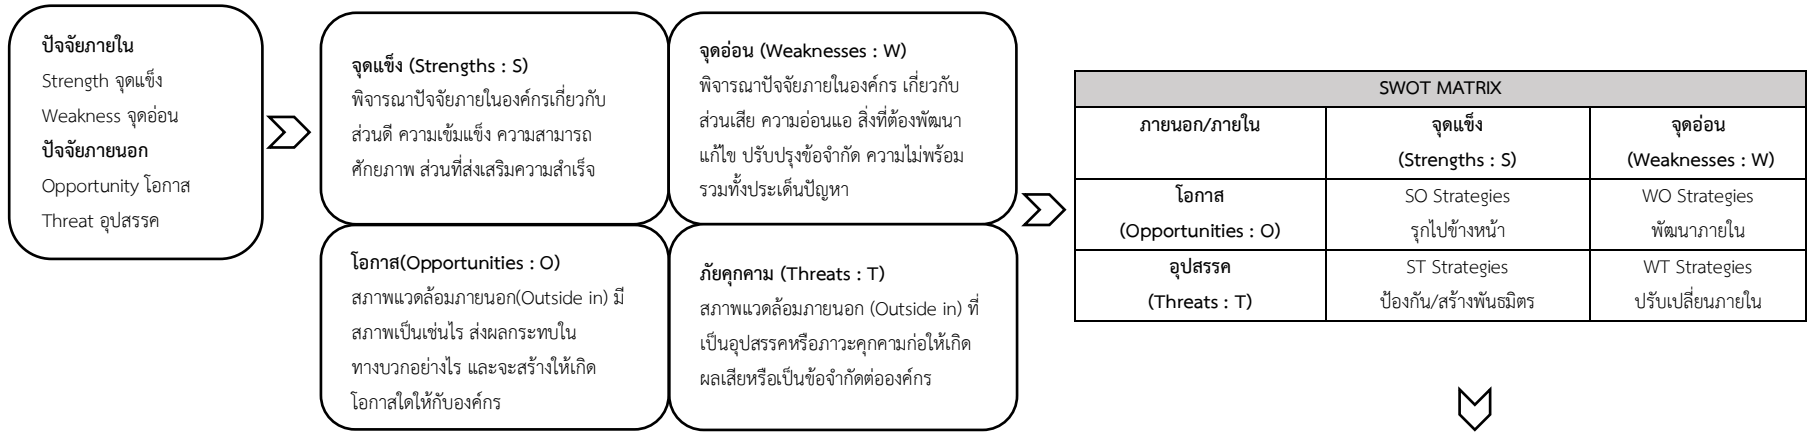 ปัจจัยภายใน
Strength จุดแข็ง
Weakness จุดอ่อน
ปัจจัยภายนอก
Opportunity โอกาส
Threat อุปสรรค
จุดแข็ง (Strengths : S)
พิจารณาปัจจัยภายในองค์กรเกี่ยวกับ
ส่วนดี ความเข้มแข็ง ความสามารถ
ศักยภาพ ส่วนที่ส่งเสริมความสำเร็จ
จุดอ่อน (Weaknesses : W)
พิจารณาปัจจัยภายในองค์กร เกี่ยวกับ
ส่วนเสีย ความอ่อนแอ สิ่งที่ต้องพัฒนา
แก้ไข ปรับปรุงข้อจำกัด ความไม่พร้อม
รวมทั้งประเด็นปัญหา
โอกาส(Opportunities : O)
สภาพแวดล้อมภายนอก(Outside in) มี
สภาพเป็นเช่นไร ส่งผลกระทบใน
ทางบวกอย่างไร และจะสร้างให้เกิด
โอกาสใดให้กับองค์กร
ภัยคุกคาม (Threats : T)
สภาพแวดล้อมภายนอก (Outside in) ที่
เป็นอุปสรรคหรือภาวะคุกคามก่อให้เกิด
ผลเสียหรือเป็นข้อจำกัดต่อองค์กร
SWOT MATRIX
ภายนอก/ภายใน
จุดแข็ง
(Strengths : S)
จุดอ่อน
(Weaknesses : W)
โอกาส
(Opportunities : O)
SO Strategies
รุกไปข้างหน้า
WO Strategies
พัฒนาภายใน
อุปสรรค
(Threats : T)
ST Strategies
ป้องกัน/สร้างพันธมิตร
WT Strategies
ปรับเปลี่ยนภายใน